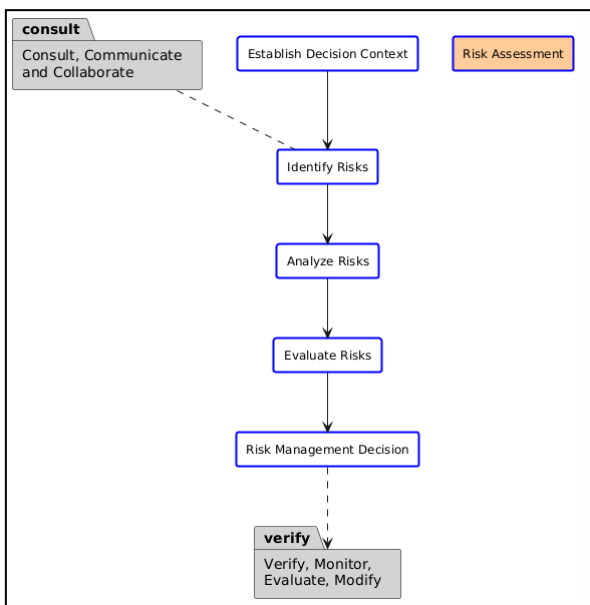 consult
Consult, Communicate
and Collaborate
Establish Decision Context
Risk Assessment
Identify Risks
Analyze Risks
Evaluate Risks
Risk Management Decision
verify
Verify, Monitor,
Evaluate, Modify